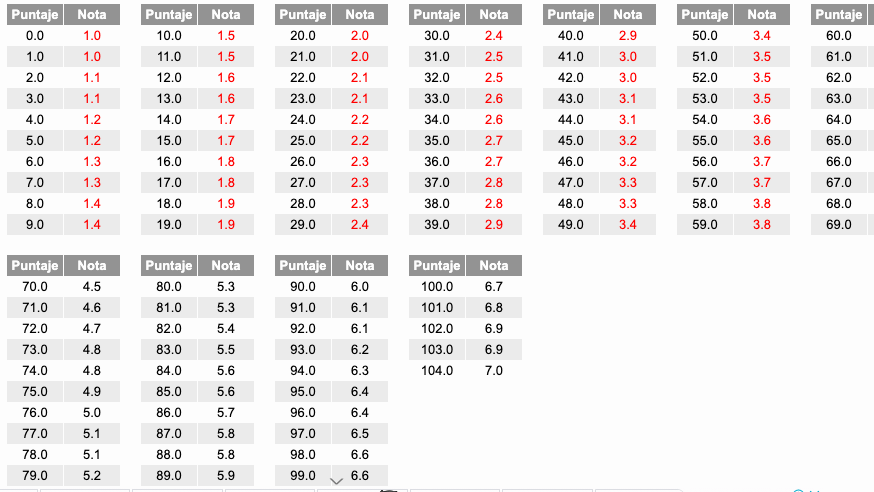 Puntaje Nota Puntaje Nota Puntaje Nota Puntaje Nota Puntaje Nota Puntaje Nota Puntaje
0.0 1.0 10.0 1.5 20.0 2.0 30.0 2.4 40.0 2.9 50.0 3.4 60.0
1.0 1.0 11.0 1.5 21.0 2.0 31.0 2.5 41.0 3.0 51.0 3.5 61.0
2.0 1.1 12.0 1.6 22.0 2.1 32.0 2.5 42.0 3.0 52.0 3.5 62.0
3.0 1.1 13.0 1.6 23.0 2.1 33.0 2.6 43.0 3.1 53.0 3.5 63.0
4.0 1.2 14.0 1.7 24.0 2.2 34.0 2.6 44.0 3.1 54.0 3.6 64.0
5.0 1.2 15.0 1.7 25.0 2.2 35.0 2.7 45.0 3.2 55.0 3.6 65.0
6.0 1.3 16.0 1.8 26.0 2.3 36.0 2.7 46.0 3.2 56.0 3.7 66.0
7.0 1.3 17.0 1.8 27.0 2.3 37.0 2.8 47.0 3.3 57.0 3.7 67.0
8.0 1.4 18.0 1.9 28.0 2.3 38.0 2.8 48.0 3.3 58.0 3.8 68.0
9.0 1.4 19.0 1.9 29.0 2.4 39.0 2.9 49.0 3.4 59.0 3.8 69.0
Puntaje Nota Puntaje Nota Puntaje Nota Puntaje Nota
70.0 4.5 80.0 5.3 90.0 6.0 100.0 6.7
71.0 4.6 81.0 5.3 91.0 6.1 101.0 6.8
72.0 4.7 82.0 5.4 92.0 6.1 102.0 6.9
73.0 4.8 83.0 5.5 93.0 6.2 103.0 6.9
74.0 4.8 84.0 5.6 94.0 6.3 104.0 7.0
75.0 4.9 85.0 5.6 95.0 6.4
76.0 5.0 86.0 5.7 96.0 6.4
77.0 5.1 87.0 5.8 97.0 6.5
78.0 5.1 88.0 5.8 98.0 6.6
79.0 5.2 89.0 5.9 99.0 6.6